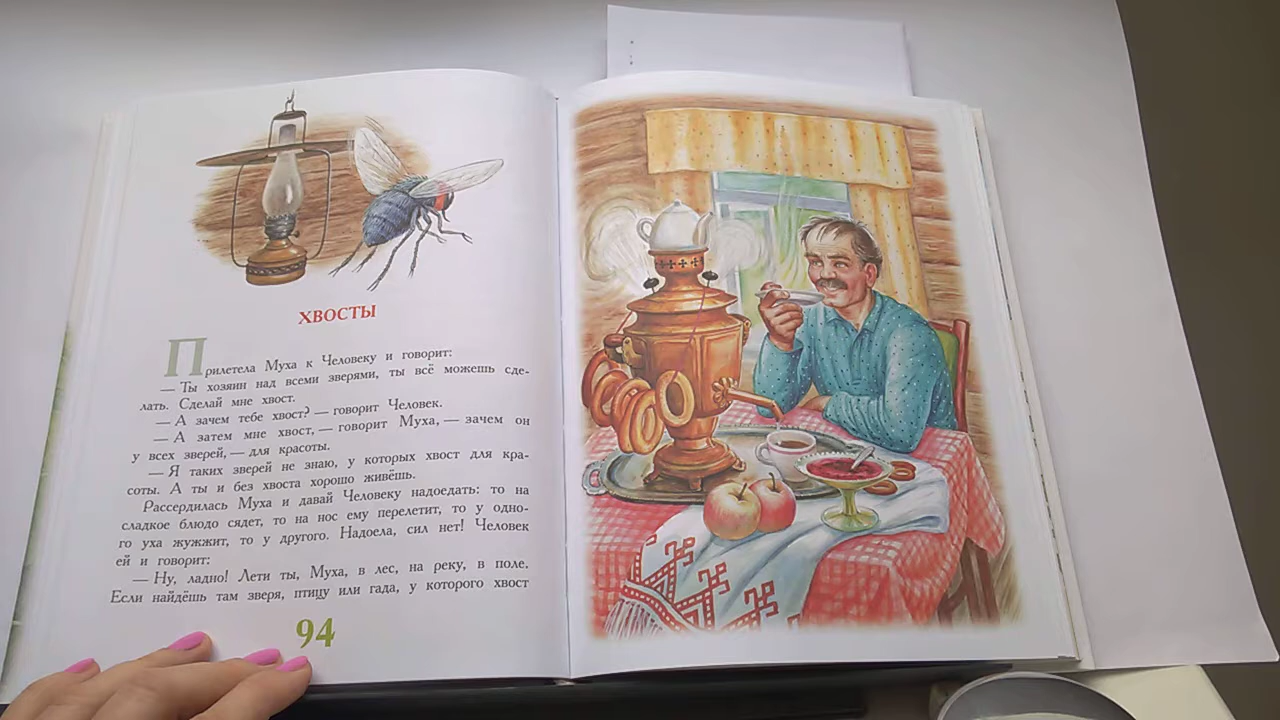 ХВОСТЫ
Прилетела Муха к Человеку и говорит:
— Ты хозяин над всеми зверями, ты всё можешь сде-
лать. Сделай мне хвост.
— А зачем тебе хвост? — говорит Человек.
— А затем мне хвост, — говорит Муха, — зачем он
у всех зверей, — для красоты.
— Я таких зверей не знаю, у которых хвост для кра-
соты. А ты и без хвоста хорошо живёшь.
Рассердилась Муха и давай Человеку надоедать: то на
сладкое блюдо сядет, то на нос ему перелетит, то у одно-
го уха жужжит, то у другого. Надоела, сил нет! Человек
ей и говорит:
— Ну, ладно! Лети ты, Муха, в лес, на реку, в поле.
Если найдёшь там зверя, птицу или гада, у которого хвост
94